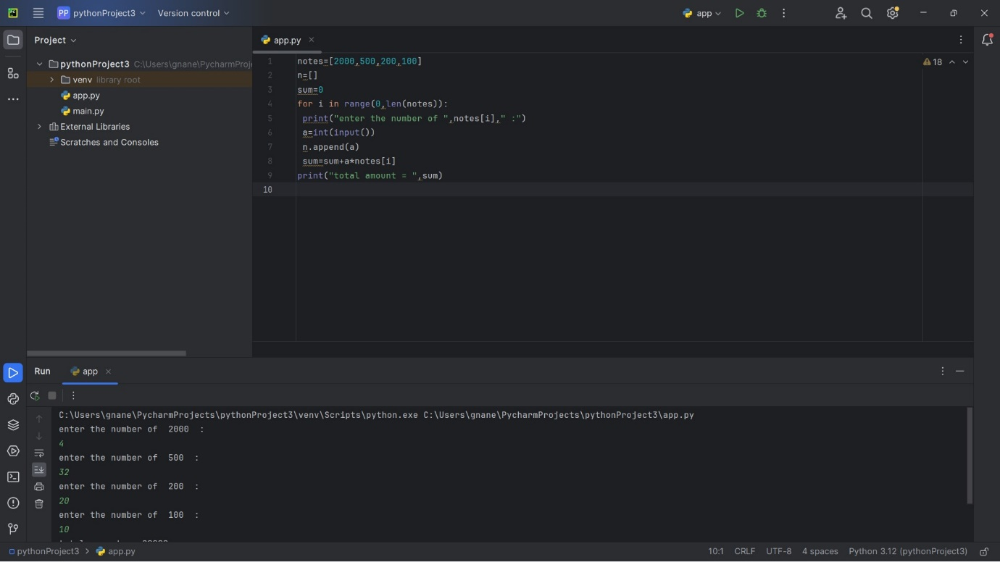 PP pythonProject3 Version control app
Project
app.py
pythonProject3 C:\Users\gnane\PycharmProje
venv library root
app.py
main.py
External Libraries
Scratches and Consoles
18
1 notes=[2000,500,200,100]
2 n=[]
3 sum=0
4 for i in range(0,len(notes)):
5 print("enter the number of ",notes[i]," :")
6 a=int(input())
7 n.append(a)
8 sum=sum+a*notes[i]
9 print("total amount = ",sum)
10
Run app
C:\Users\gnane\PycharmProjects\pythonProject3\venv\Scripts\python.exe C:\Users\gnane\PycharmProjects\pythonProject3\app.py
enter the number of  2000  :
4
enter the number of  500  :
32
enter the number of  200  :
20
enter the number of  100  :
10
pythonProject3 > app.py 10:1 CRLF UTF-8 4 spaces Python 3.12 (pythonProject3)